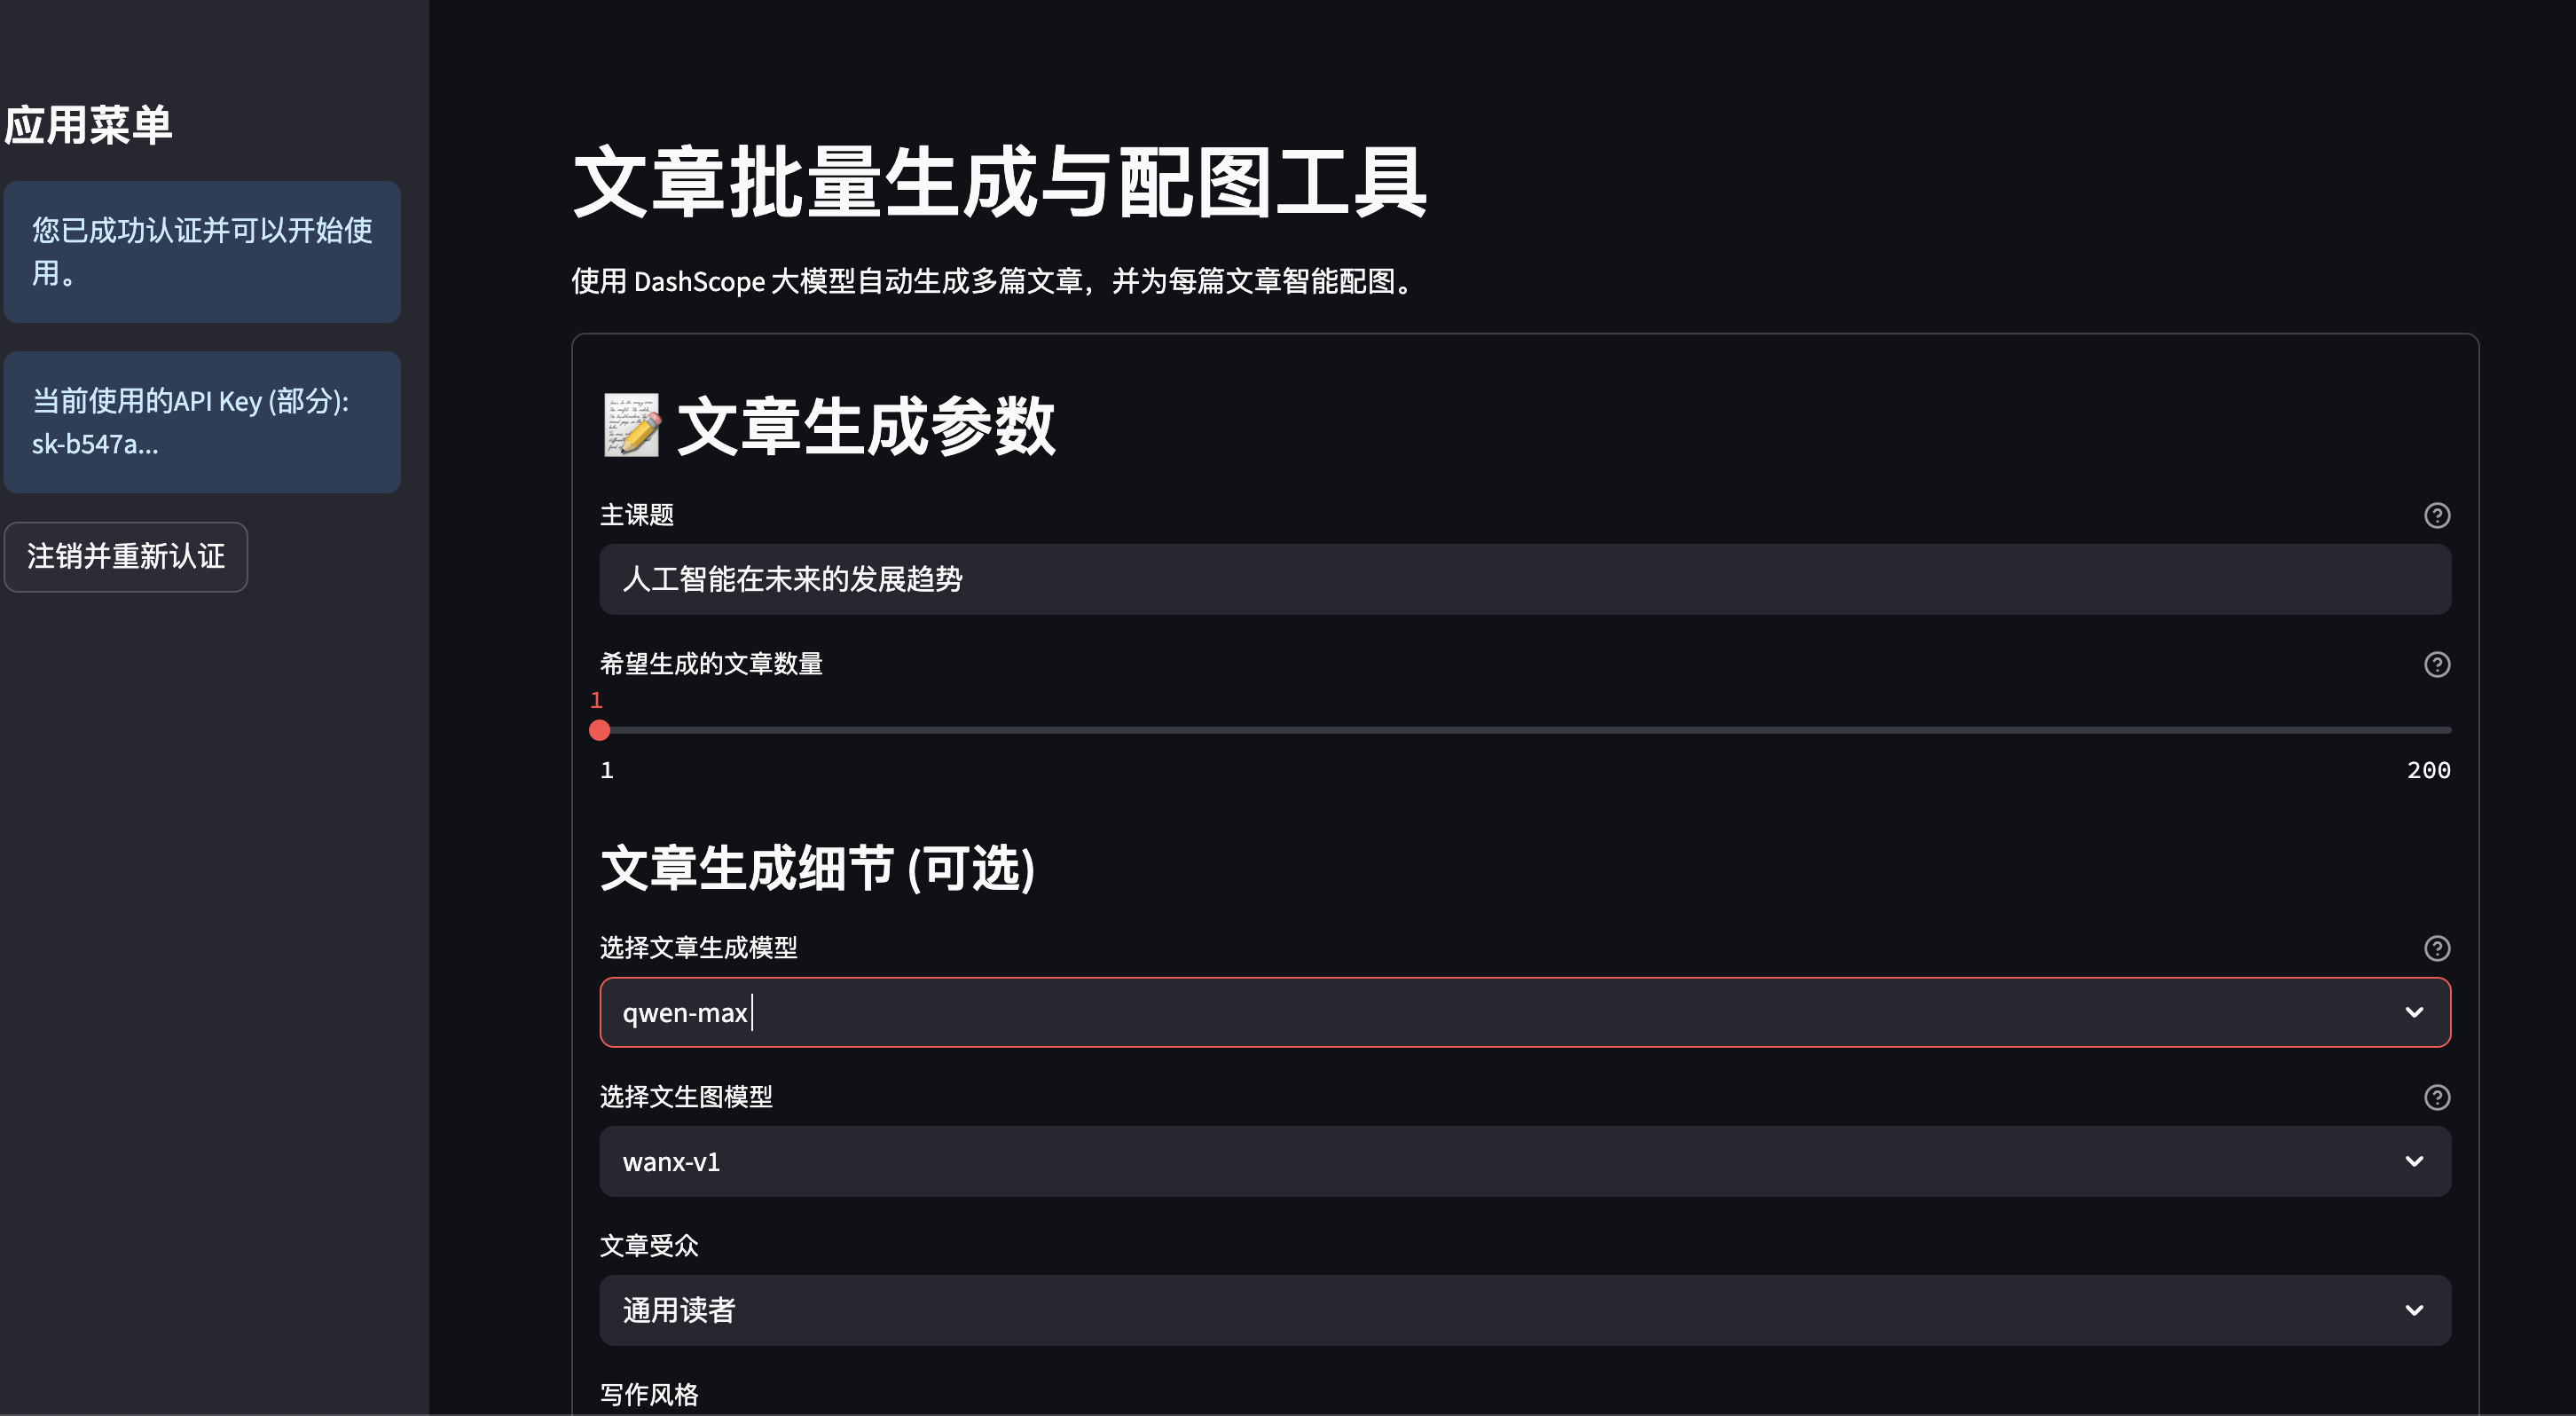 应用菜单
您已成功认证并可以开始使
用。
当前使用的API Key (部分):
sk-b547a...
注销并重新认证
文章批量生成与配图工具
使用 DashScope 大模型自动生成多篇文章，并为每篇文章智能配图。
文章生成参数
主课题
人工智能在未来的发展趋势
希望生成的文章数量
1
1
200
文章生成细节 (可选)
选择文章生成模型
qwen-max
选择文生图模型
wanx-v1
文章受众
通用读者
写作风格